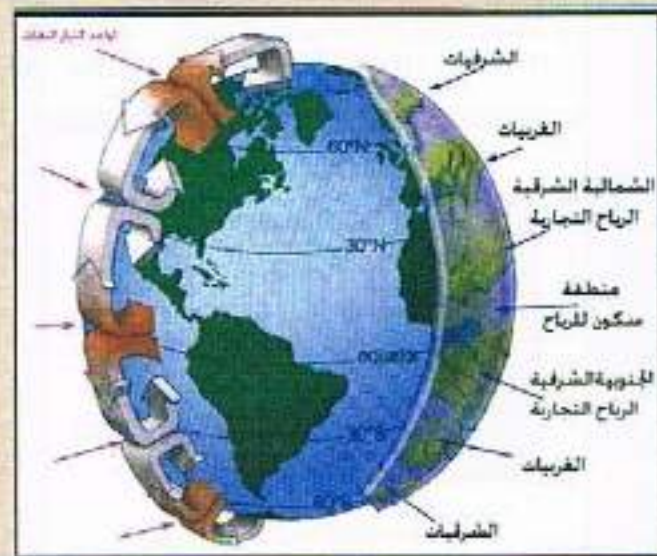 الشرقيات
الغربيات
الشمالية الشرقية
الرياح التجارية
منطقة
سكون للرياح
الجنوبية الشرقية
الرياح التجارية
الغربيات
الشرقيات
60°N
30°N
equator
30°S
60°